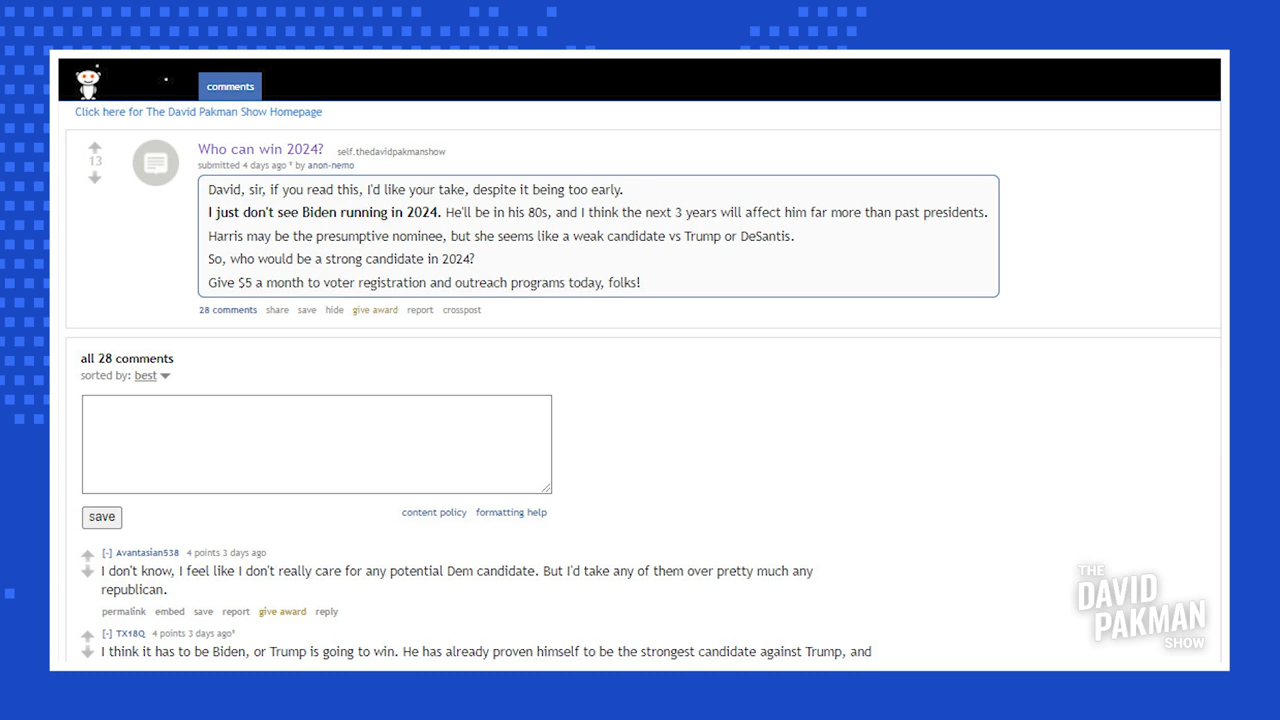 comments
Click here for The David Pakman Show Homepage
13
Who can win 2024? self.thedavidpakmanshow
submitted 4 days ago * by anon-nemo
David, sir, if you read this, I'd like your take, despite it being too early.
I just don't see Biden running in 2024. He'll be in his 80s, and I think the next 3 years will affect him far more than past presidents.
Harris may be the presumptive nominee, but she seems like a weak candidate vs Trump or DeSantis.
So, who would be a strong candidate in 2024?
Give $5 a month to voter registration and outreach programs today, folks!
28 comments share save hide give award report crosspost
all 28 comments
sorted by: best
save
content policy formatting help
[-] Avantasian538 4 points 3 days ago
I don't know, I feel like I don't really care for any potential Dem candidate. But I'd take any of them over pretty much any
republican.
permalink embed save report give award reply
[-] TX18Q 4 points 3 days ago*
I think it has to be Biden, or Trump is going to win. He has already proven himself to be the strongest candidate against Trump, and
THE
DAVID
PAKMAN
SHOW